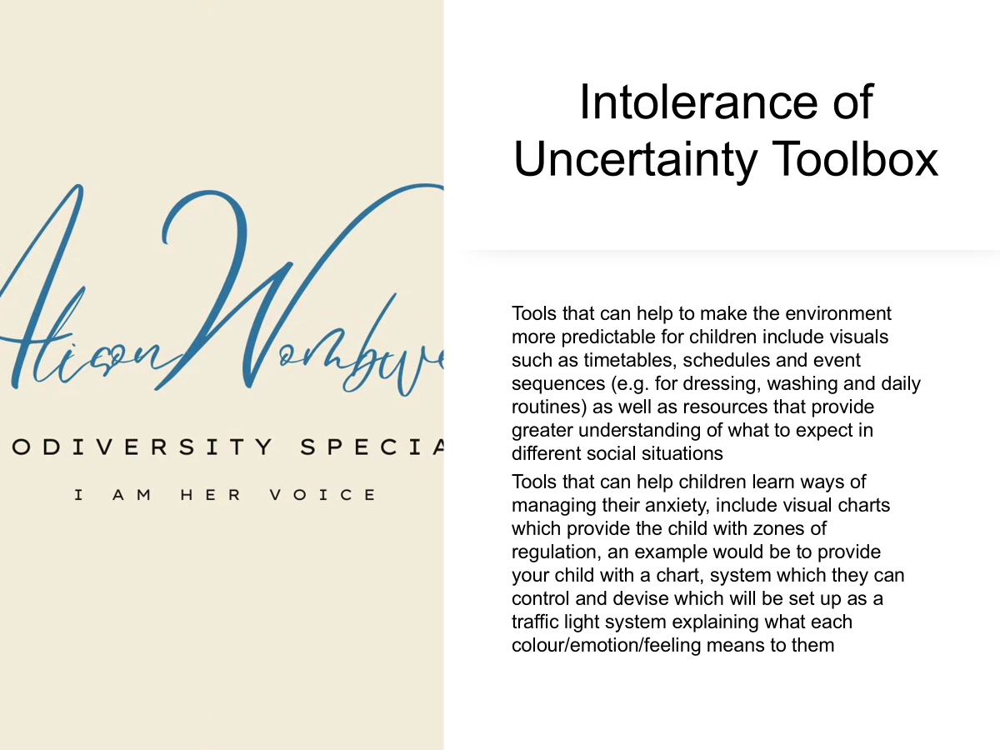 Alison Wombwe
ODIVERSITY SPECIA
I AM HER VOICE
Intolerance of
Uncertainty Toolbox
Tools that can help to make the environment
more predictable for children include visuals
such as timetables, schedules and event
sequences (e.g. for dressing, washing and daily
routines) as well as resources that provide
greater understanding of what to expect in
different social situations
Tools that can help children learn ways of
managing their anxiety, include visual charts
which provide the child with zones of
regulation, an example would be to provide
your child with a chart, system which they can
control and devise which will be set up as a
traffic light system explaining what each
colour/emotion/feeling means to them